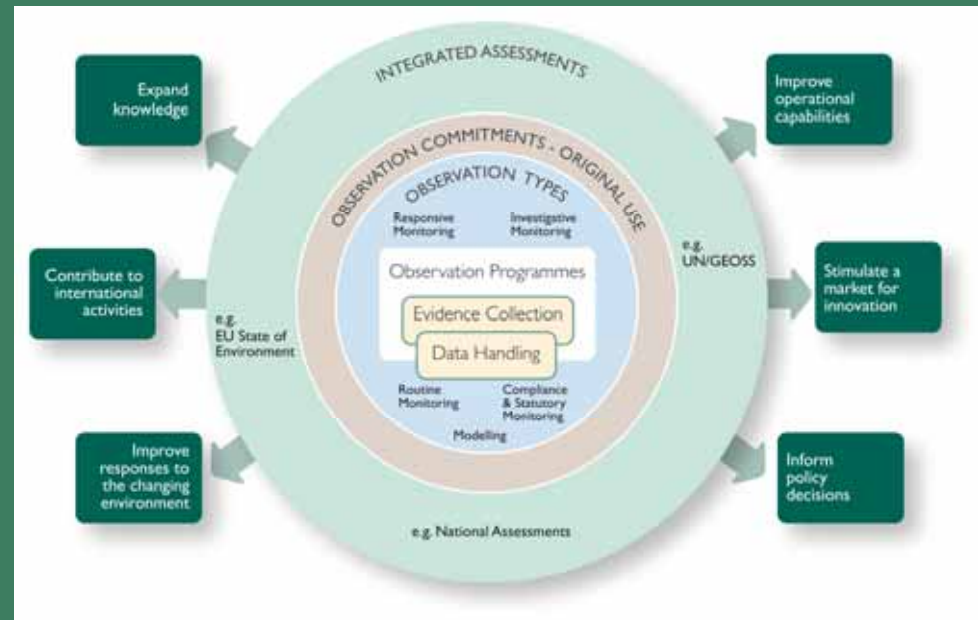 INTEGRATED ASSESSMENTS
OBSERVATION COMMITMENTS - ORIGINAL USE
OBSERVATION TYPES
Expand
knowledge
Improve
operational
capabilities
Responsive
Monitoring
Investigative
Monitoring
e.g.
UN/GEOSS
Observation Programmes
Contribute to
international
activities
Stimulate a
market for
innovation
Evidence Collection
e.g.
EU State of
Environment
Data Handling
Routine
Monitoring
Compliance
& Statutory
Monitoring
Modelling
Improve
responses to
the changing
environment
Inform
policy
decisions
e.g. National Assessments